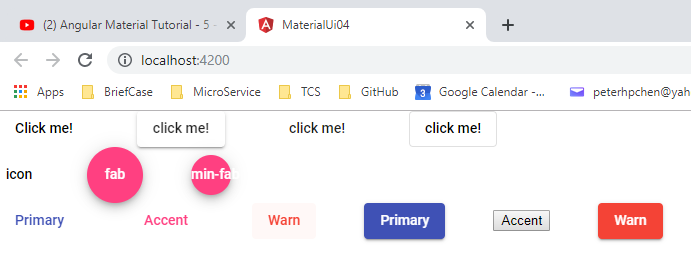 (2) Angular Material Tutorial - 5 -
MaterialUi04
localhost:4200
Apps BriefCase MicroService TCS GitHub 3 Google Calendar -... peterhpchen@yah
Click me! click me! click me! click me!
icon fab min-fa
Primary Accent Warn Primary Accent Warn